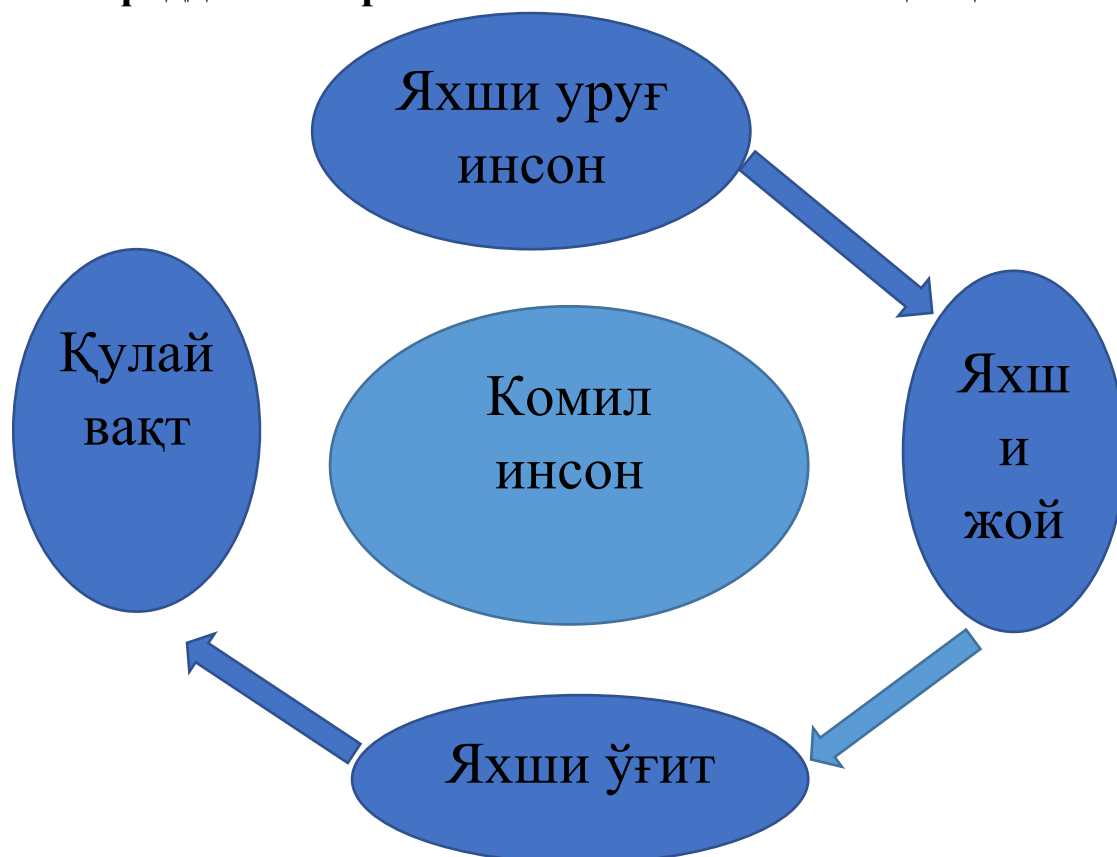 Яхши уруғ
инсон
Қулай
вақт
Комил
инсон
Яхш
и
жой
Яхши ўғит